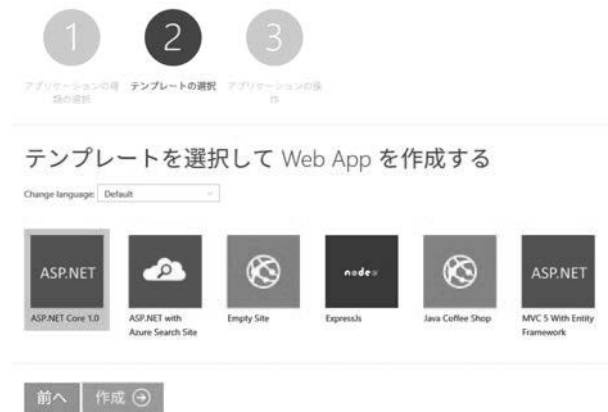 1
2
3
アプリケーションの種
類の選択
テンプレートの選択
アプリケーションの操
作
テンプレートを選択して Web App を作成する
Change language:
Default
ASP.NET
ASP.NET Core 1.0
ASP.NET with
Azure Search Site
Empty Site
node
ExpressJs
Java Coffee Shop
ASP.NET
MVC 5 With Entity
Framework
前へ
作成